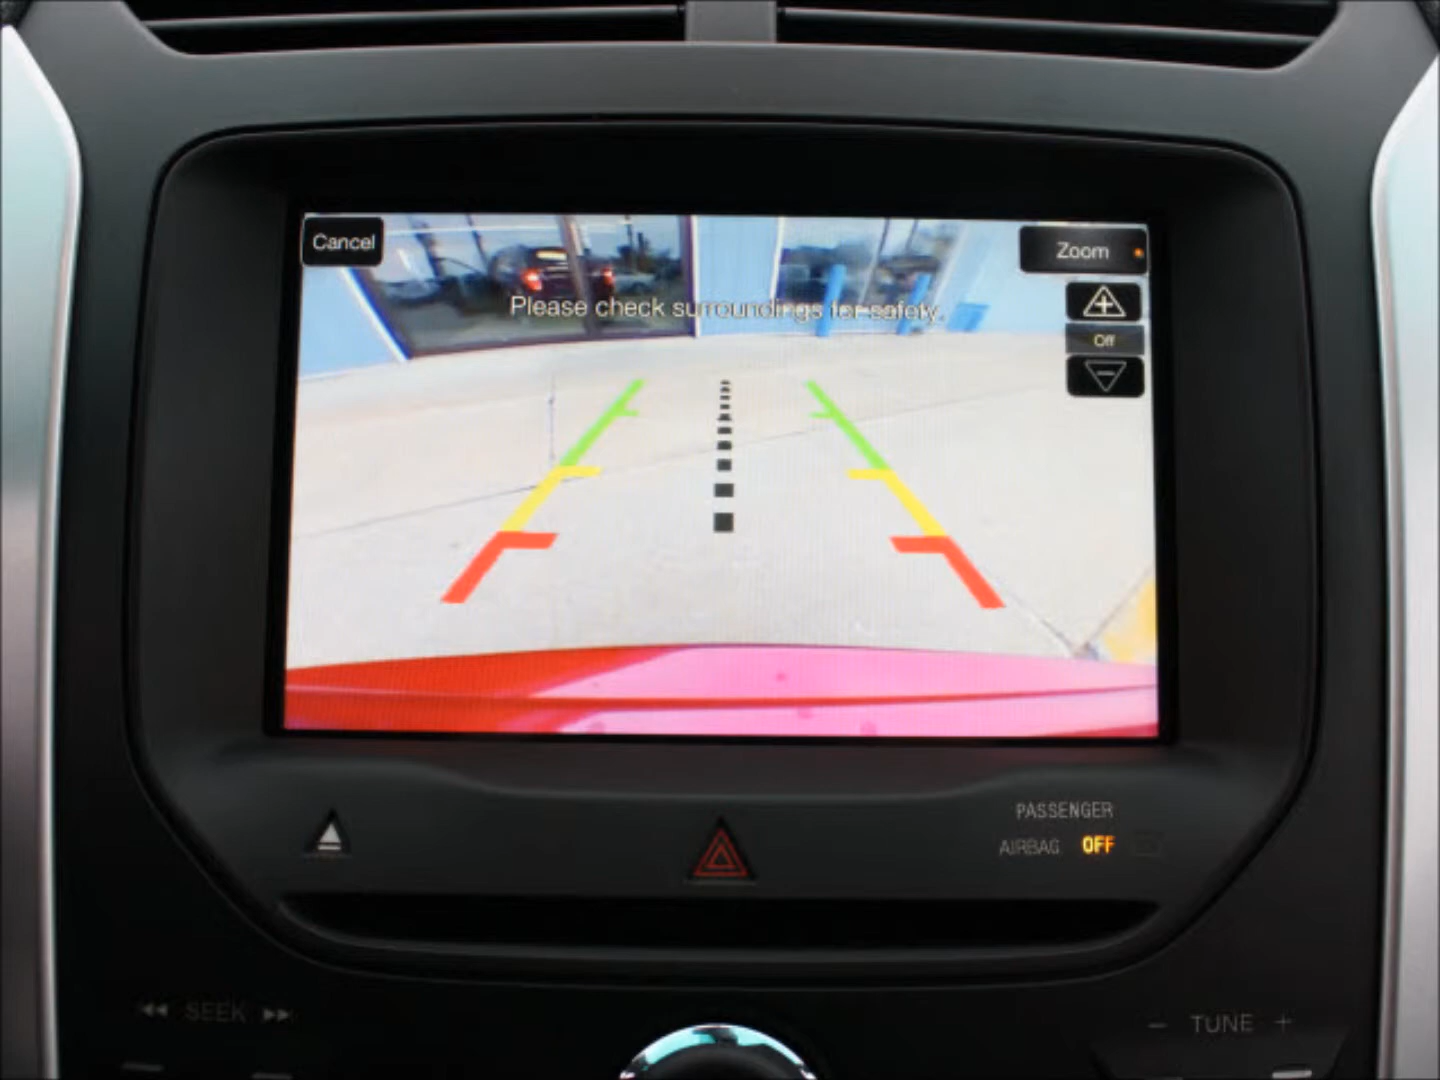 Cancel
Zoom
Please check surroundings for safety.
Off
PASSENGER
AIRBAG OFF
SEEK
− TUNE +